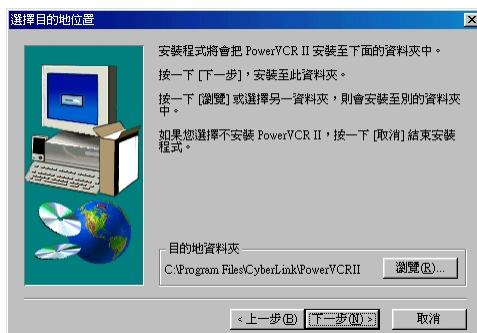 選擇目的地位置
安裝程式將會把 PowerVCR II 安裝至下面的資料夾中。
按一下 [下一步]，安裝至此資料夾。
按一下 [瀏覽] 或選擇另一資料夾，則會安裝至別的資料夾
中。
如果您選擇不安裝 PowerVCR II，按一下 [取消] 結束安裝
程式。
目的地資料夾
C:\Program Files\CyberLink\PowerVCRII
瀏覽(R)...
< 上一步(B)
下一步(N) >
取消